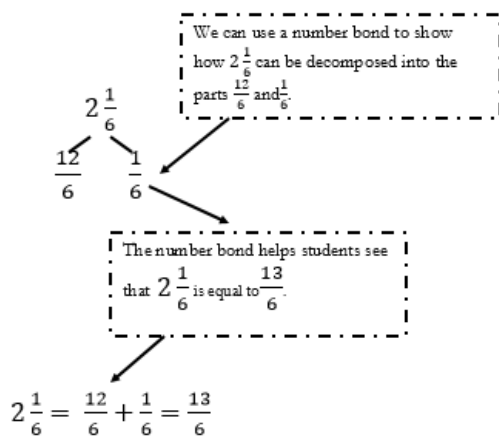 We can use a number bond to show
how 2 1/6 can be decomposed into the
parts 12/6 and 1/6.
2 1/6
12/6 1/6
The number bond helps students see
that 2 1/6 is equal to 13/6.
2 1/6 = 12/6 + 1/6 = 13/6